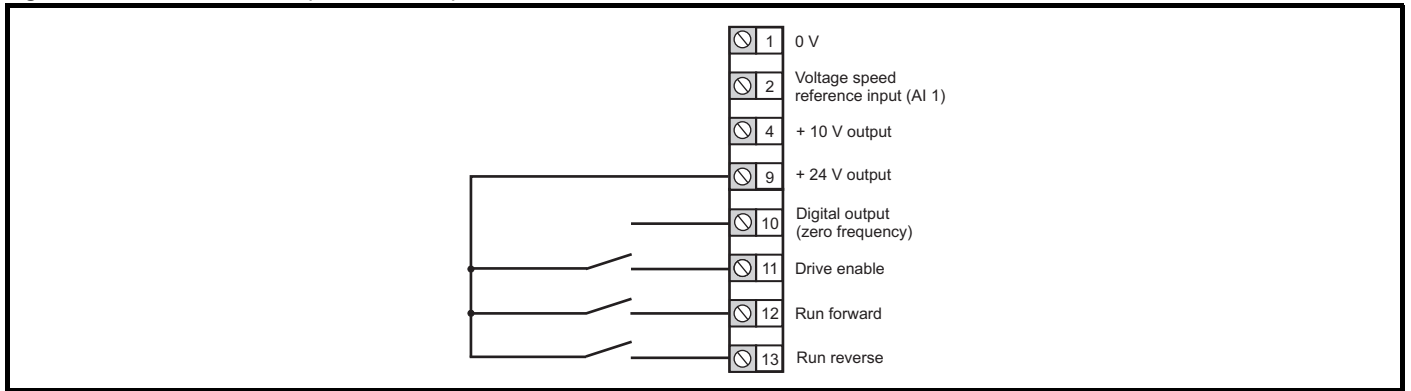 1 0 V
2 Voltage speed
reference input (AI 1)
4 + 10 V output
9 + 24 V output
10 Digital output
(zero frequency)
11 Drive enable
12 Run forward
13 Run reverse